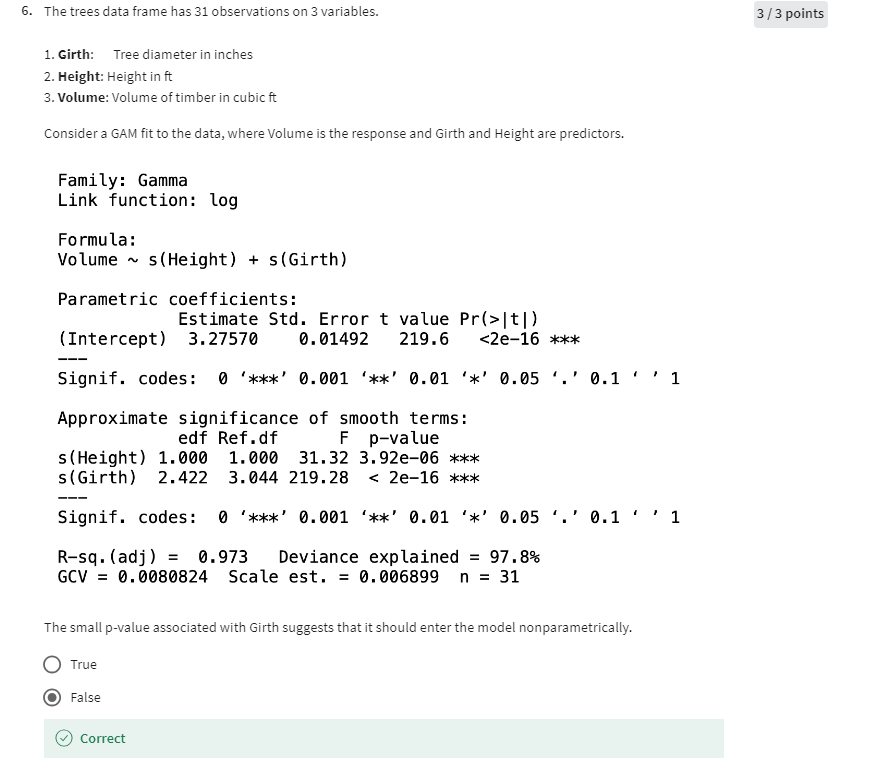 6. The trees data frame has 31 observations on 3 variables.
3 / 3 points
1. Girth: Tree diameter in inches
2. Height: Height in ft
3. Volume: Volume of timber in cubic ft
Consider a GAM fit to the data, where Volume is the response and Girth and Height are predictors.
Family: Gamma
Link function: log
Formula:
Volume ~ s(Height) + s(Girth)
Parametric coefficients:
Estimate Std. Error t value Pr(>|t|)
(Intercept) 3.27570 0.01492 219.6 <2e-16 ***
---
Signif. codes: 0 ‘***’ 0.001 ‘**’ 0.01 ‘*’ 0.05 ‘.’ 0.1 ‘ ’ 1
Approximate significance of smooth terms:
edf Ref.df F p-value
s(Height) 1.000 1.000 31.32 3.92e-06 ***
s(Girth) 2.422 3.044 219.28 < 2e-16 ***
---
Signif. codes: 0 ‘***’ 0.001 ‘**’ 0.01 ‘*’ 0.05 ‘.’ 0.1 ‘ ’ 1
R-sq.(adj) = 0.973 Deviance explained = 97.8%
GCV = 0.0080824 Scale est. = 0.006899 n = 31
The small p-value associated with Girth suggests that it should enter the model nonparametrically.
True
False
Correct